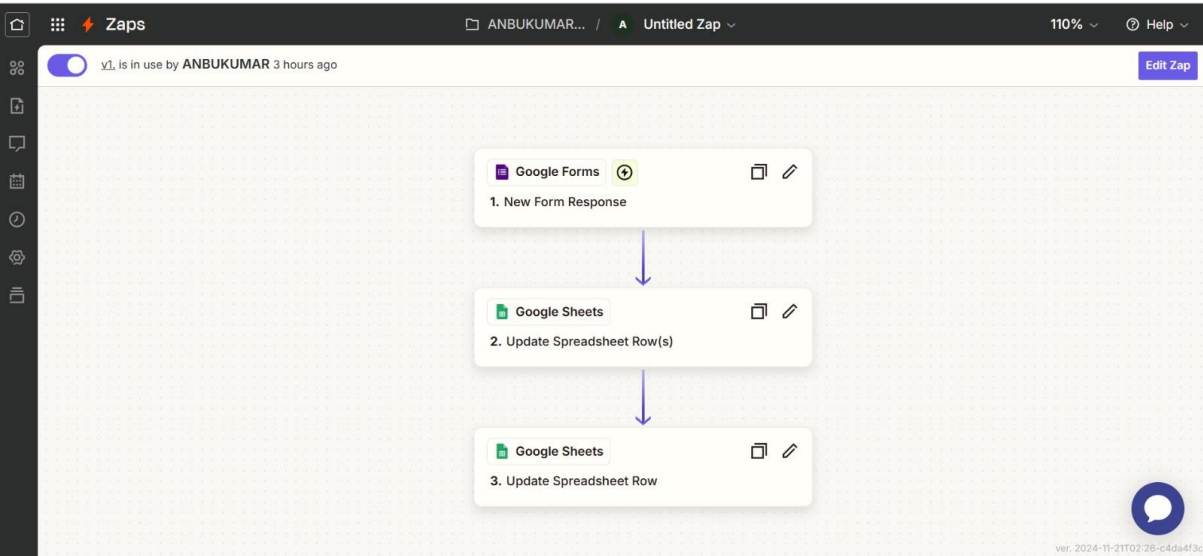 Zaps
ANBUKUMAR... / A Untitled Zap
110%
Help
v1. is in use by ANBUKUMAR 3 hours ago
Edit Zap
Google Forms
1. New Form Response
Google Sheets
2. Update Spreadsheet Row(s)
Google Sheets
3. Update Spreadsheet Row
ver. 2024-11-21T02:26-c4da4f3c